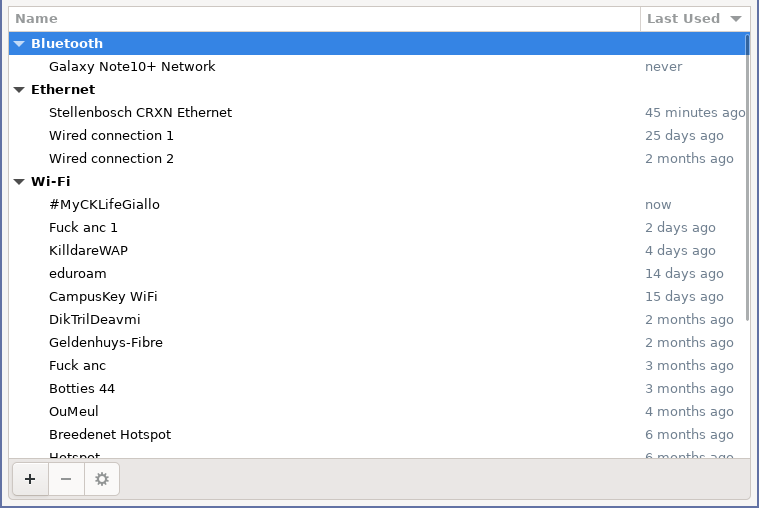 Name Last Used
Bluetooth
Galaxy Note10+ Network never
Ethernet
Stellenbosch CRXN Ethernet 45 minutes ago
Wired connection 1 25 days ago
Wired connection 2 2 months ago
Wi-Fi
#MyCKLifeGiallo now
Fuck anc 1 2 days ago
KilldareWAP 4 days ago
eduroam 14 days ago
CampusKey WiFi 15 days ago
DikTrilDeavmi 2 months ago
Geldenhuys-Fibre 2 months ago
Fuck anc 3 months ago
Botties 44 3 months ago
OuMeul 4 months ago
Breedenet Hotspot 6 months ago
Hotspot 6 months ago